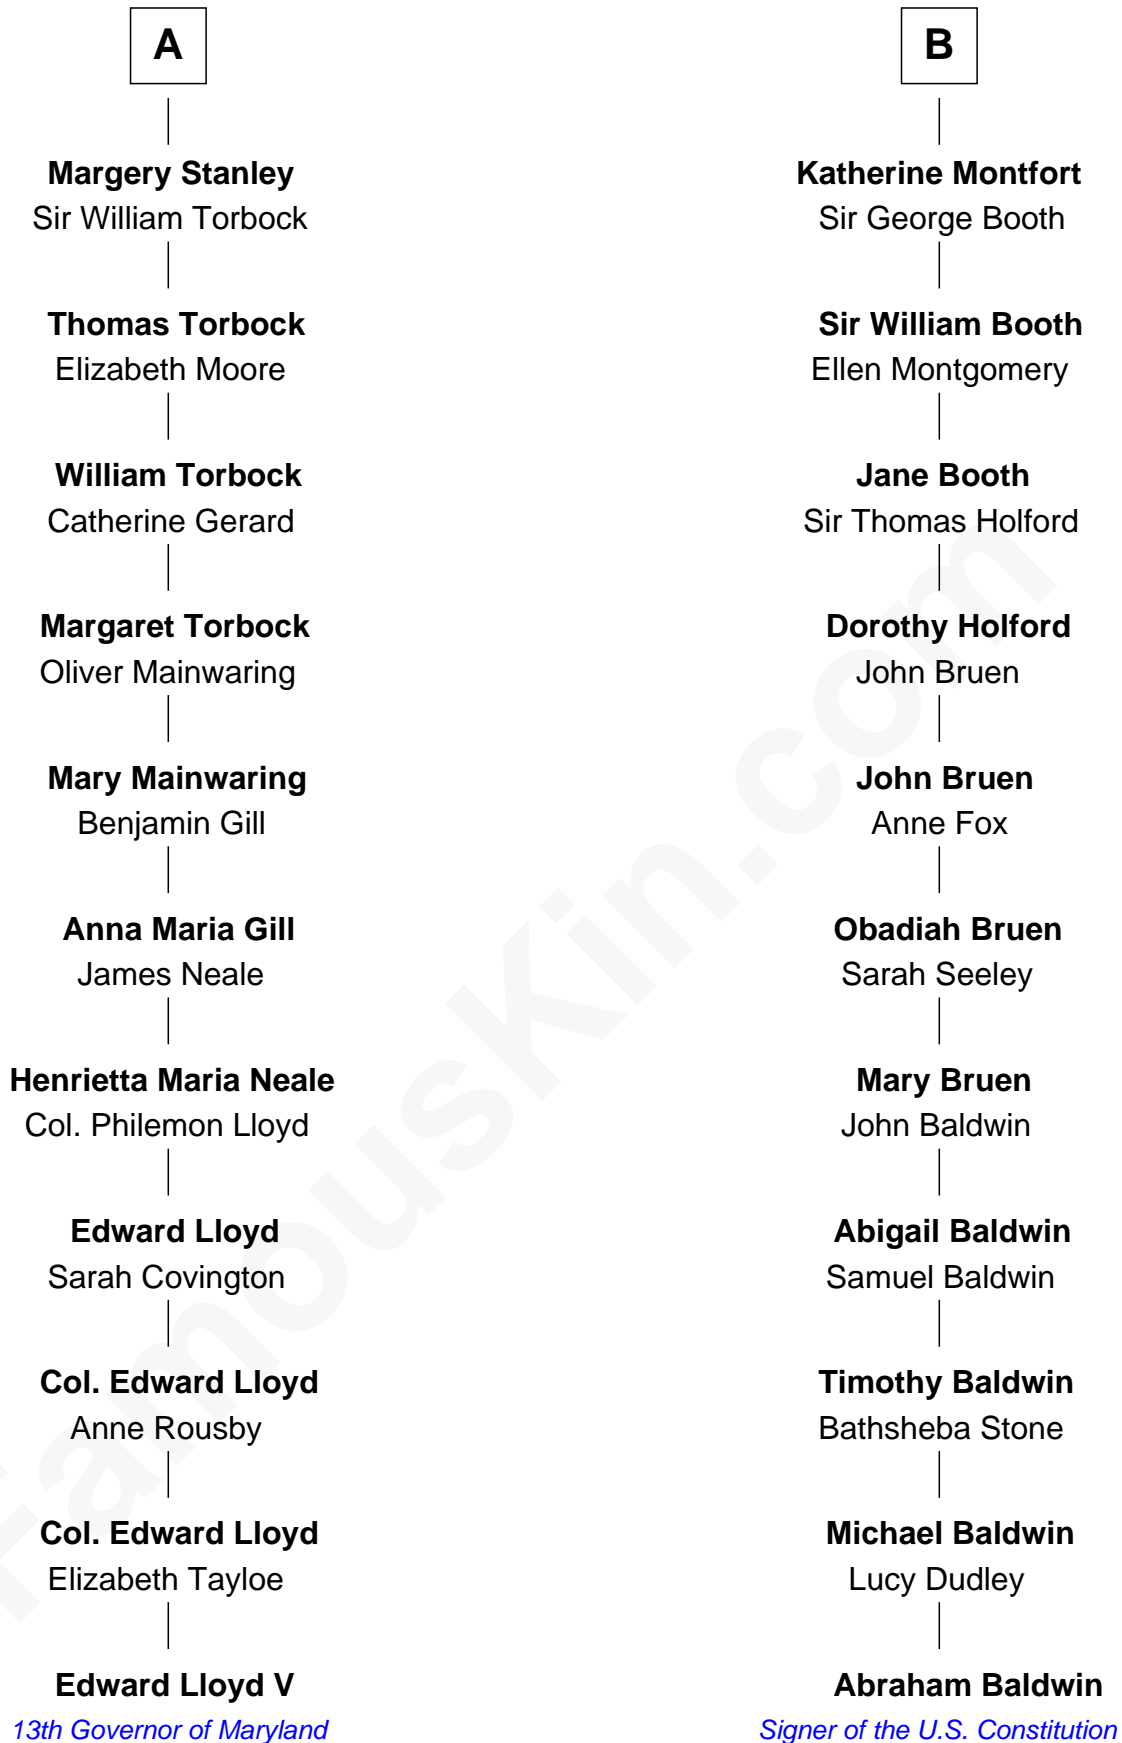 A
Margery Stanley
Sir William Torbock
Thomas Torbock
Elizabeth Moore
William Torbock
Catherine Gerard
Margaret Torbock
Oliver Mainwaring
Mary Mainwaring
Benjamin Gill
Anna Maria Gill
James Neale
Henrietta Maria Neale
Col. Philemon Lloyd
Edward Lloyd
Sarah Covington
Col. Edward Lloyd
Anne Rousby
Col. Edward Lloyd
Elizabeth Tayloe
Edward Lloyd V
13th Governor of Maryland
B
Katherine Montfort
Sir George Booth
Sir William Booth
Ellen Montgomery
Jane Booth
Sir Thomas Holford
Dorothy Holford
John Bruen
John Bruen
Anne Fox
Obadiah Bruen
Sarah Seeley
Mary Bruen
John Baldwin
Abigail Baldwin
Samuel Baldwin
Timothy Baldwin
Bathsheba Stone
Michael Baldwin
Lucy Dudley
Abraham Baldwin
Signer of the U.S. Constitution
FamousKin.com